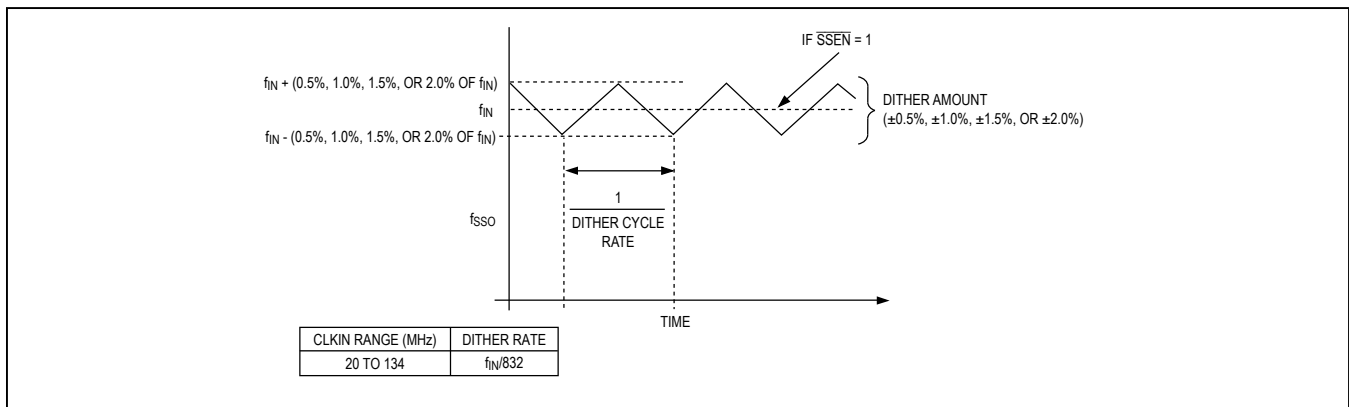 IF S̅S̅E̅N̅ = 1
fIN + (0.5%, 1.0%, 1.5%, OR 2.0% OF fIN)
fIN
fIN - (0.5%, 1.0%, 1.5%, OR 2.0% OF fIN)
DITHER AMOUNT
(±0.5%, ±1.0%, ±1.5%, OR ±2.0%)
fSSO
1
DITHER CYCLE
RATE
TIME
CLKIN RANGE (MHz) DITHER RATE
20 TO 134 fIN/832